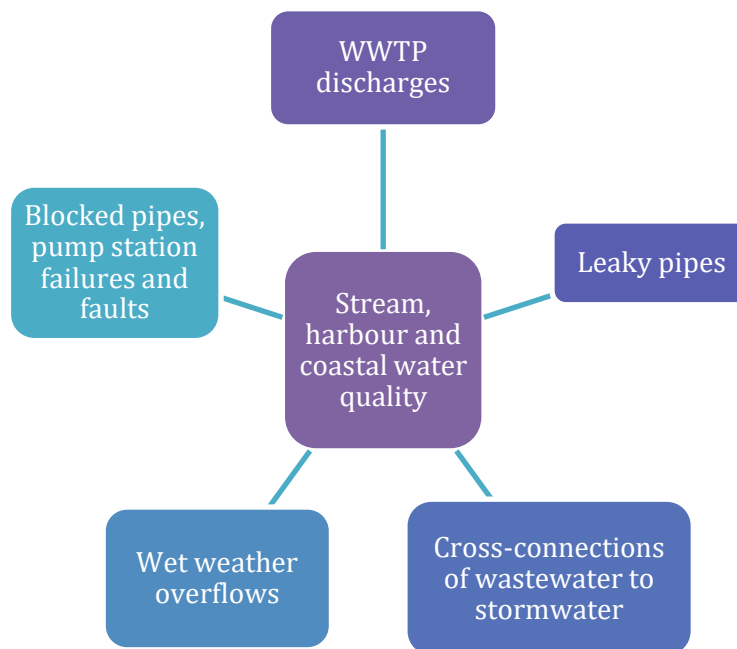 WWTP
discharges
Blocked pipes,
pump station
failures and
faults
Leaky pipes
Stream,
harbour and
coastal water
quality
Wet weather
overflows
Cross-connections
of wastewater to
stormwater